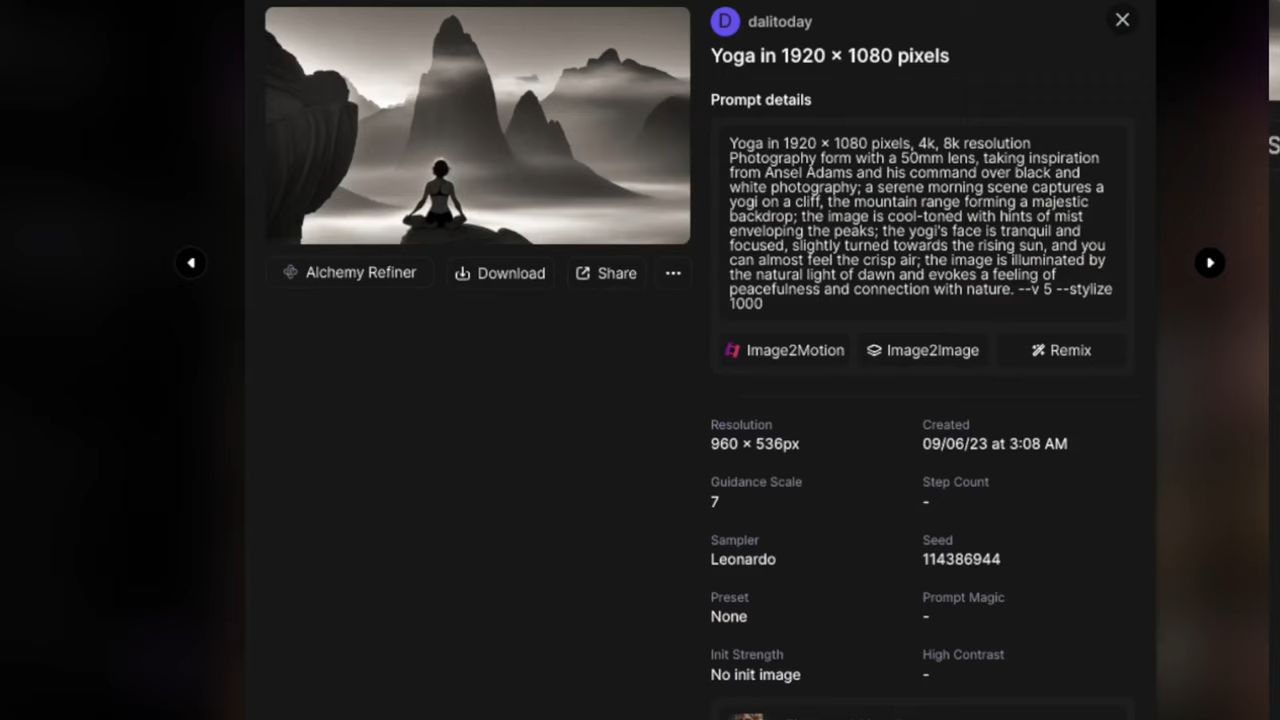 D dalitoday
Yoga in 1920 × 1080 pixels
Prompt details
Yoga in 1920 × 1080 pixels, 4k, 8k resolution
Photography form with a 50mm lens, taking inspiration
from Ansel Adams and his command over black and
white photography; a serene morning scene captures a
yogi on a cliff, the mountain range forming a majestic
backdrop; the image is cool-toned with hints of mist
enveloping the peaks; the yogi's face is tranquil and
focused, slightly turned towards the rising sun, and you
can almost feel the crisp air; the image is illuminated by
the natural light of dawn and evokes a feeling of
peacefulness and connection with nature. --v 5 --stylize
1000
Alchemy Refiner Download Share
Image2Motion Image2Image Remix
Resolution Created
960 × 536px 09/06/23 at 3:08 AM
Guidance Scale Step Count
7 -
Sampler Seed
Leonardo 114386944
Preset Prompt Magic
None -
Init Strength High Contrast
No init image -